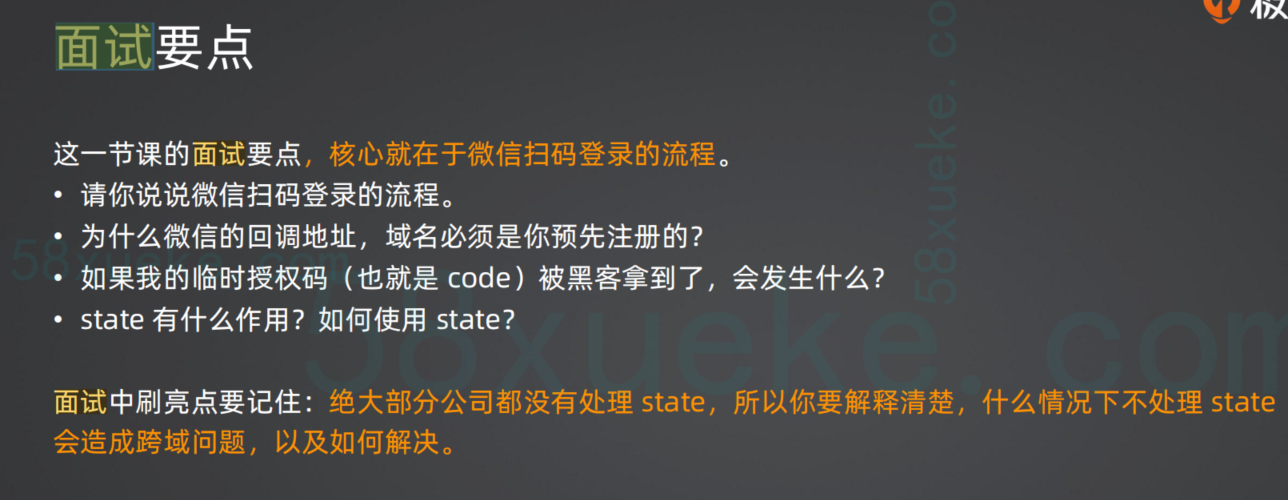 极
面试要点
这一节课的面试要点，核心就在于微信扫码登录的流程。
• 请你说说微信扫码登录的流程。
• 为什么微信的回调地址，域名必须是你预先注册的？
• 如果我的临时授权码（也就是 code）被黑客拿到了，会发生什么？
• state 有什么作用？如何使用 state？
面试中刷亮点要记住：绝大部分公司都没有处理 state，所以你要解释清楚，什么情况下不处理 state
会造成跨域问题，以及如何解决。
58xueke.com
58xueke.com
58xueke.co